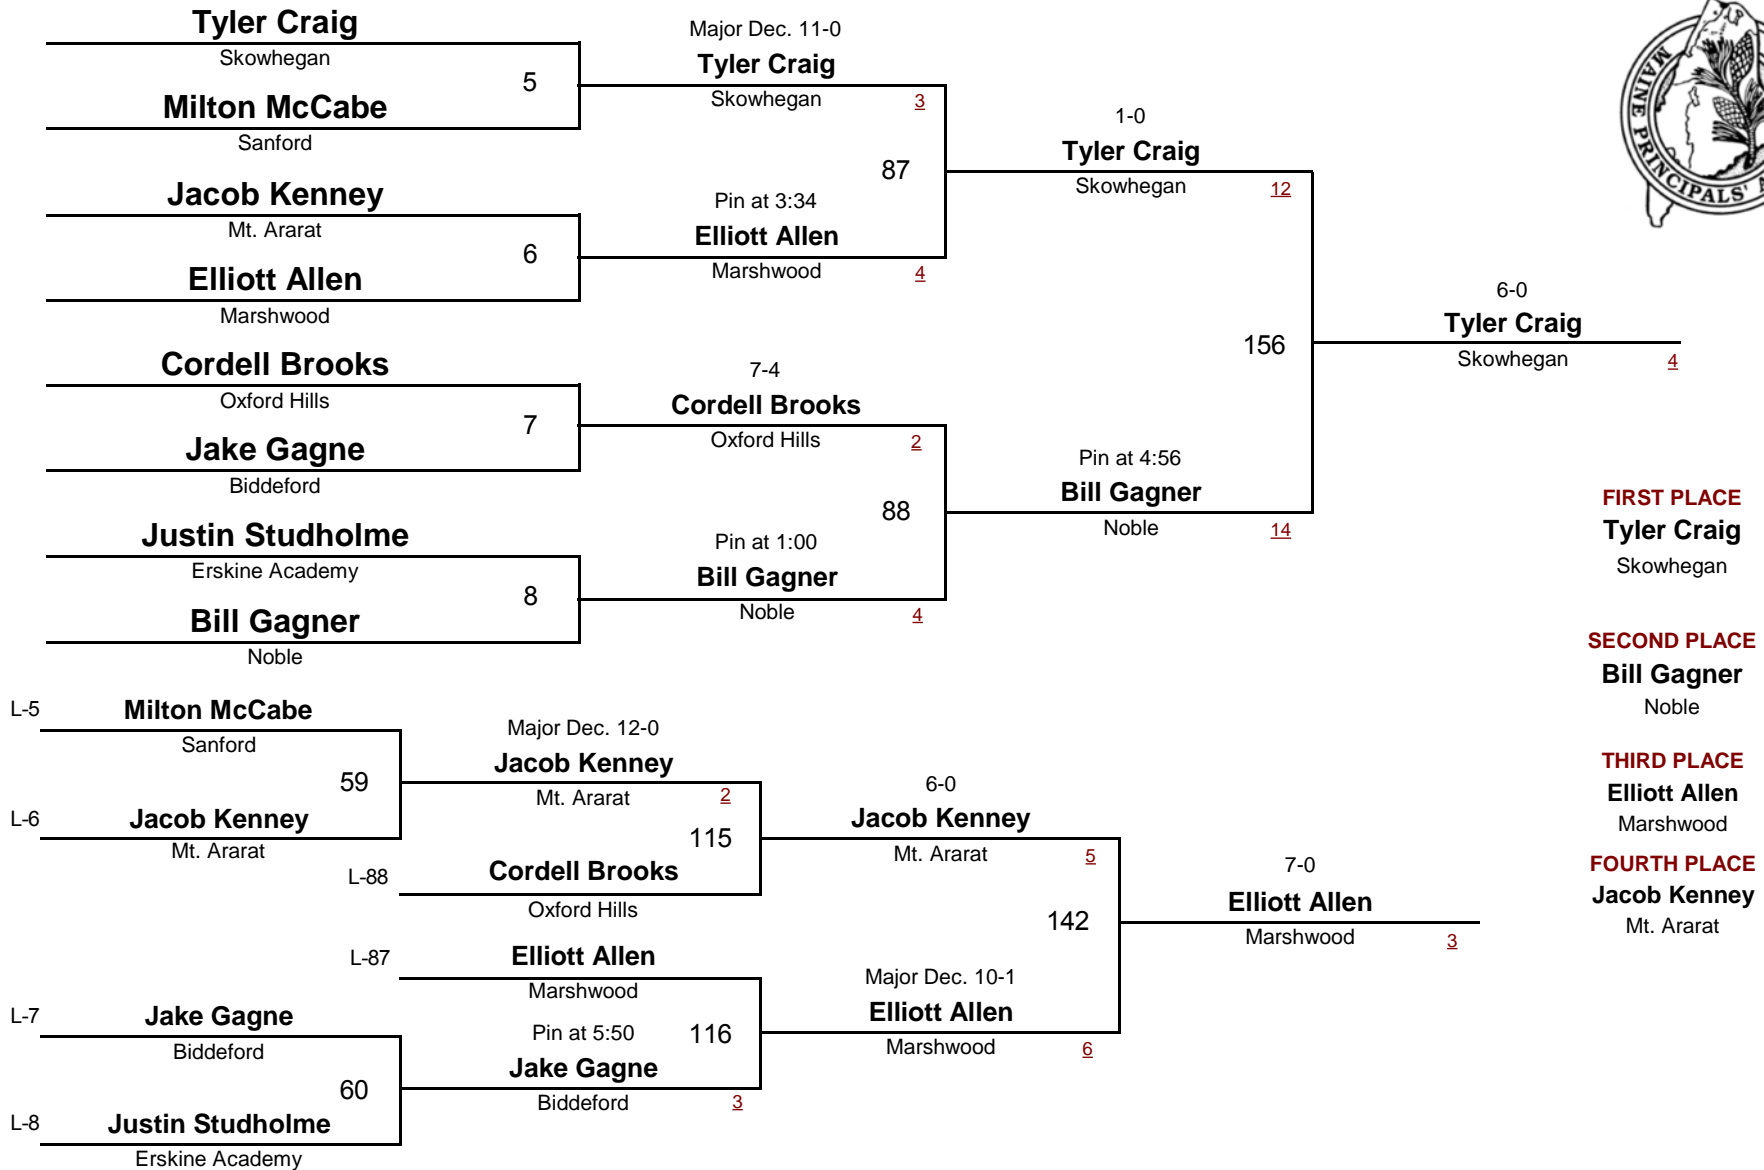 Tyler Craig
Skowhegan
5
Milton McCabe
Sanford
Jacob Kenney
Mt. Ararat
6
Elliott Allen
Marshwood
Cordell Brooks
Oxford Hills
7
Jake Gagne
Biddeford
Justin Studholme
Erskine Academy
8
Bill Gagner
Noble
Major Dec. 11-0
Tyler Craig
Skowhegan 3
87
Pin at 3:34
Elliott Allen
Marshwood 4
7-4
Cordell Brooks
Oxford Hills 2
88
Pin at 1:00
Bill Gagner
Noble 4
1-0
Tyler Craig
Skowhegan 12
156
Pin at 4:56
Bill Gagner
Noble 14
6-0
Tyler Craig
Skowhegan 4
MAINE PRINCIPALS' A
FIRST PLACE
Tyler Craig
Skowhegan
SECOND PLACE
Bill Gagner
Noble
THIRD PLACE
Elliott Allen
Marshwood
FOURTH PLACE
Jacob Kenney
Mt. Ararat
L-5 Milton McCabe
Sanford
59
L-6 Jacob Kenney
Mt. Ararat
L-7 Jake Gagne
Biddeford
60
L-8 Justin Studholme
Erskine Academy
Major Dec. 12-0
Jacob Kenney
Mt. Ararat 2
115
L-88 Cordell Brooks
Oxford Hills
L-87 Elliott Allen
Marshwood
Pin at 5:50 116
Jake Gagne
Biddeford 3
6-0
Jacob Kenney
Mt. Ararat 5
142
Major Dec. 10-1
Elliott Allen
Marshwood 6
7-0
Elliott Allen
Marshwood 3